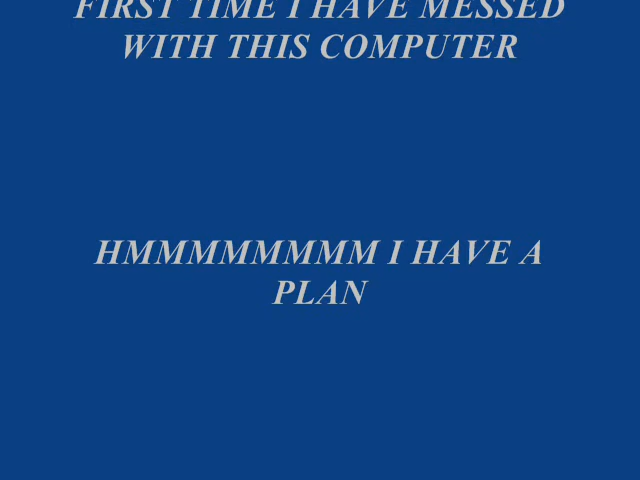 FIRST TIME I HAVE MESSED
WITH THIS COMPUTER
HMMMMMMMM I HAVE A
PLAN